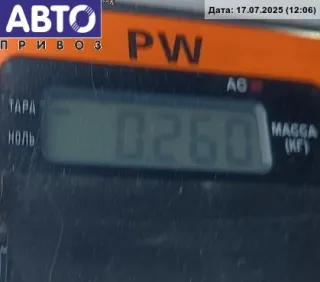 АВТО
ПРИВОЗ
Дата: 17.07.2025 (12:06)
PW
AG
ТАРА
НОЛЬ
0260
МАССА
(КГ)